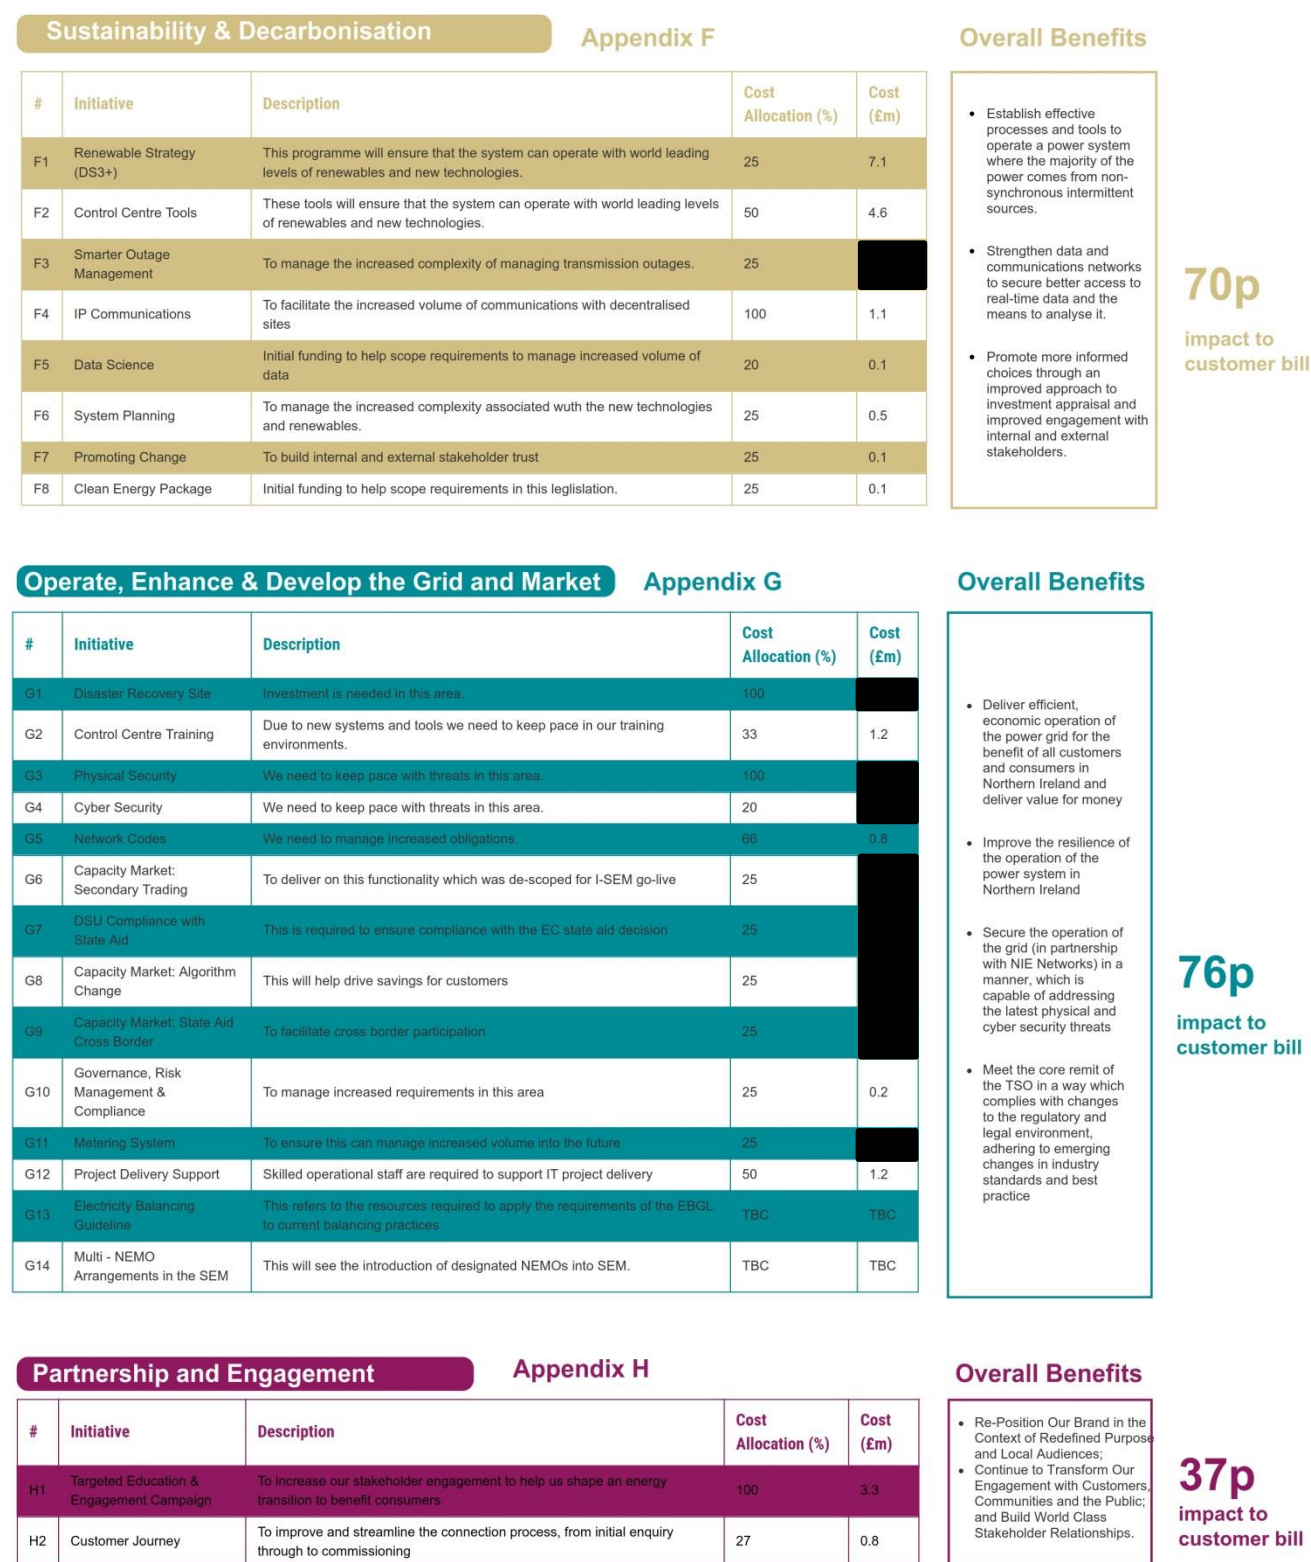 Sustainability & Decarbonisation
Appendix F
Overall Benefits
# Initiative Description Cost Allocation (%) Cost (£m)
F1 Renewable Strategy (DS3+) This programme will ensure that the system can operate with world leading levels of renewables and new technologies. 25 7.1
F2 Control Centre Tools These tools will ensure that the system can operate with world leading levels of renewables and new technologies. 50 4.6
F3 Smarter Outage Management To manage the increased complexity of managing transmission outages. 25
F4 IP Communications To facilitate the increased volume of communications with decentralised sites 100 1.1
F5 Data Science Initial funding to help scope requirements to manage increased volume of data 20 0.1
F6 System Planning To manage the increased complexity associated wuth the new technologies and renewables. 25 0.5
F7 Promoting Change To build internal and external stakeholder trust 25 0.1
F8 Clean Energy Package Initial funding to help scope requirements in this leglislation. 25 0.1
• Establish effective
processes and tools to
operate a power system
where the majority of the
power comes from non-
synchronous intermittent
sources.
• Strengthen data and
communications networks
to secure better access to
real-time data and the
means to analyse it.
• Promote more informed
choices through an
improved approach to
investment appraisal and
improved engagement with
internal and external
stakeholders.
70p
impact to
customer bill
Operate, Enhance & Develop the Grid and Market
Appendix G
Overall Benefits
# Initiative Description Cost Allocation (%) Cost (£m)
G1 Disaster Recovery Site Investment is needed in this area. 100
G2 Control Centre Training Due to new systems and tools we need to keep pace in our training environments. 33 1.2
G3 Physical Security We need to keep pace with threats in this area. 100
G4 Cyber Security We need to keep pace with threats in this area. 20
G5 Network Codes We need to manage increased obligations. 66 0.8
G6 Capacity Market: Secondary Trading To deliver on this functionality which was de-scoped for I-SEM go-live 25
G7 DSU Compliance with State Aid This is required to ensure compliance with the EC state aid decision 25
G8 Capacity Market: Algorithm Change This will help drive savings for customers 25
G9 Capacity Market: State Aid Cross Border To facilitate cross border participation 25
G10 Governance, Risk Management & Compliance To manage increased requirements in this area 25 0.2
G11 Metering System To ensure this can manage increased volume into the future 25
G12 Project Delivery Support Skilled operational staff are required to support IT project delivery 50 1.2
G13 Electricity Balancing Guideline This refers to the resources required to apply the requirements of the EBGL to current balancing practices TBC TBC
G14 Multi - NEMO Arrangements in the SEM This will see the introduction of designated NEMOs into SEM. TBC TBC
• Deliver efficient,
economic operation of
the power grid for the
benefit of all customers
and consumers in
Northern Ireland and
deliver value for money
• Improve the resilience of
the operation of the
power system in
Northern Ireland
• Secure the operation of
the grid (in partnership
with NIE Networks) in a
manner, which is
capable of addressing
the latest physical and
cyber security threats
• Meet the core remit of
the TSO in a way which
complies with changes
to the regulatory and
legal environment,
adhering to emerging
changes in industry
standards and best
practice
76p
impact to
customer bill
Partnership and Engagement
Appendix H
Overall Benefits
# Initiative Description Cost Allocation (%) Cost (£m)
H1 Targeted Education & Engagement Campaign To increase our stakeholder engagement to help us shape an energy transition to benefit consumers 100 3.3
H2 Customer Journey To improve and streamline the connection process, from initial enquiry through to commissioning 27 0.8
• Re-Position Our Brand in the
Context of Redefined Purpose
and Local Audiences;
• Continue to Transform Our
Engagement with Customers,
Communities and the Public;
and Build World Class
Stakeholder Relationships.
37p
impact to
customer bill